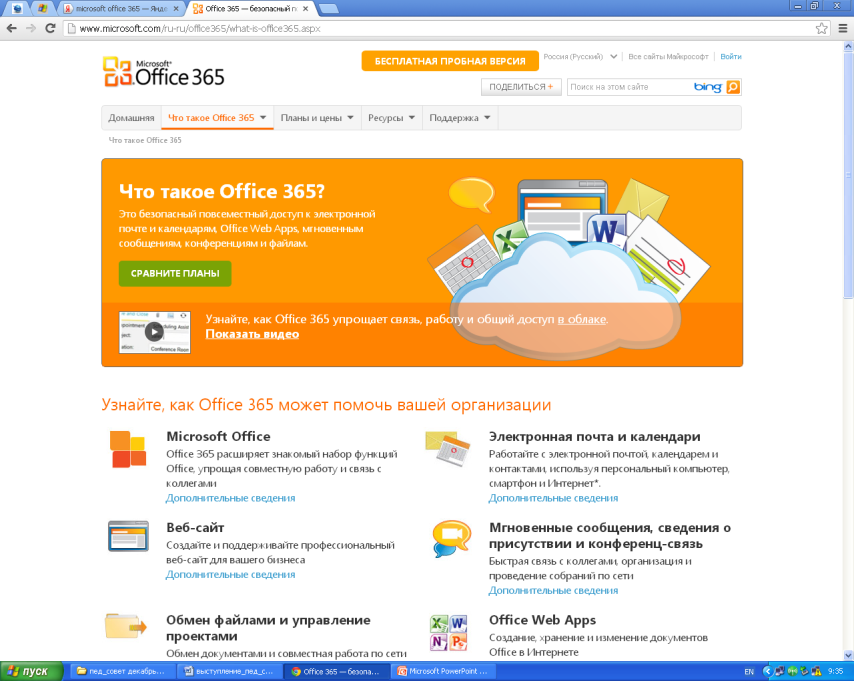 microsoft office 365 — Янд
Office 365 — безопасный п
www.microsoft.com/ru-ru/office365/what-is-office365.aspx
Microsoft®
Office 365
БЕСПЛАТНАЯ ПРОБНАЯ ВЕРСИЯ
Россия (Русский)
Все сайты Майкрософт
Войти
ПОДЕЛИТЬСЯ +
Поиск на этом сайте
bing
Домашняя
Что такое Office 365
Планы и цены
Ресурсы
Поддержка
Что такое Office 365
Что такое Office 365?
Это безопасный повсеместный доступ к электронной
почте и календарям, Office Web Apps, мгновенным
сообщениям, конференциям и файлам.
СРАВНИТЕ ПЛАНЫ
Узнайте, как Office 365 упрощает связь, работу и общий доступ в облаке.
Показать видео
Conference Room
Узнайте, как Office 365 может помочь вашей организации
Microsoft Office
Office 365 расширяет знакомый набор функций
Office, упрощая совместную работу и связь с
коллегами
Дополнительные сведения
Электронная почта и календари
Работайте с электронной почтой, календарем и
контактами, используя персональный компьютер,
смартфон и Интернет*.
Дополнительные сведения
Веб-сайт
Создайте и поддерживайте профессиональный
веб-сайт для вашего бизнеса
Дополнительные сведения
Мгновенные сообщения, сведения о
присутствии и конференц-связь
Быстрая связь с коллегами, организация и
проведение собраний по сети
Дополнительные сведения
Обмен файлами и управление
проектами
Обмен документами и совместная работа по сети
Office Web Apps
Создание, хранение и изменение документов
Office в Интернете
пуск
пед_совет декабрь...
выступление_пед_с...
Office 365 — безопа...
Microsoft PowerPoint ...
EN
9:35